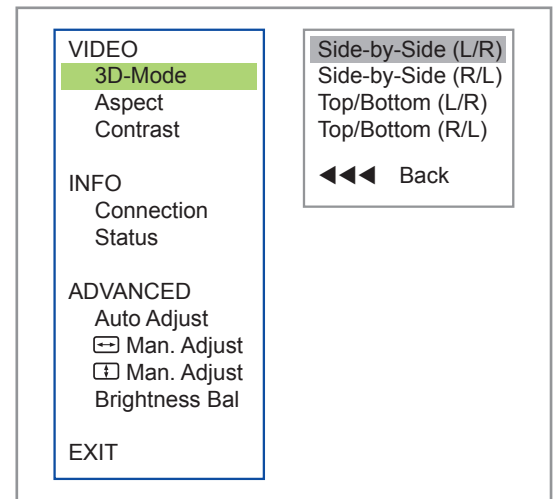 VIDEO
3D-Mode
Aspect
Contrast
INFO
Connection
Status
ADVANCED
Auto Adjust
Man. Adjust
Man. Adjust
Brightness Bal
EXIT
Side-by-Side (L/R)
Side-by-Side (R/L)
Top/Bottom (L/R)
Top/Bottom (R/L)
◀◀◀ Back